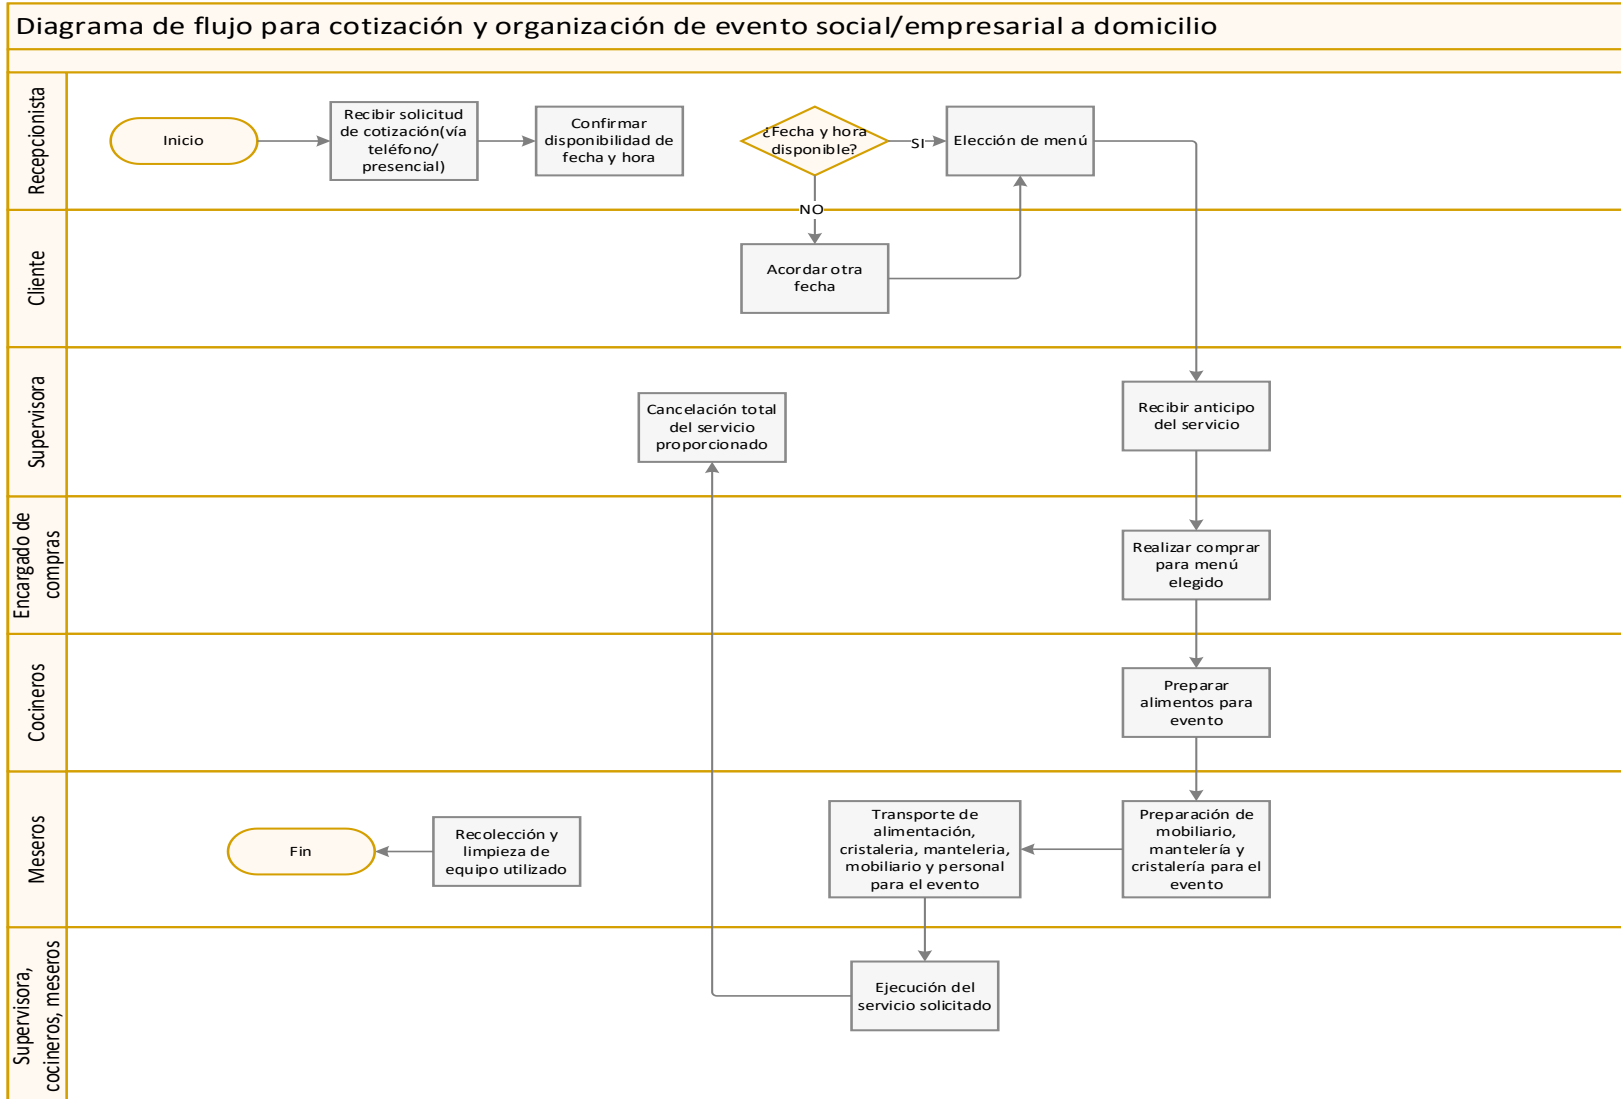 Diagrama de flujo para cotización y organización de evento social/empresarial a domicilio
Recepcionista
Inicio
Recibir solicitud
de cotización(vía
teléfono/
presencial)
Confirmar
disponibilidad de
fecha y hora
¿Fecha y hora
disponible?
SI
Elección de menú
NO
Cliente
Acordar otra
fecha
Supervisora
Cancelación total
del servicio
proporcionado
Recibir anticipo
del servicio
Encargado de
compras
Realizar comprar
para menú
elegido
Cocineros
Preparar
alimentos para
evento
Meseros
Fin
Recolección y
limpieza de
equipo utilizado
Transporte de
alimentación,
cristaleria, manteleria,
mobiliario y personal
para el evento
Preparación de
mobiliario,
mantelería y
cristalería para el
evento
Supervisora,
cocineros, meseros
Ejecución del
servicio solicitado